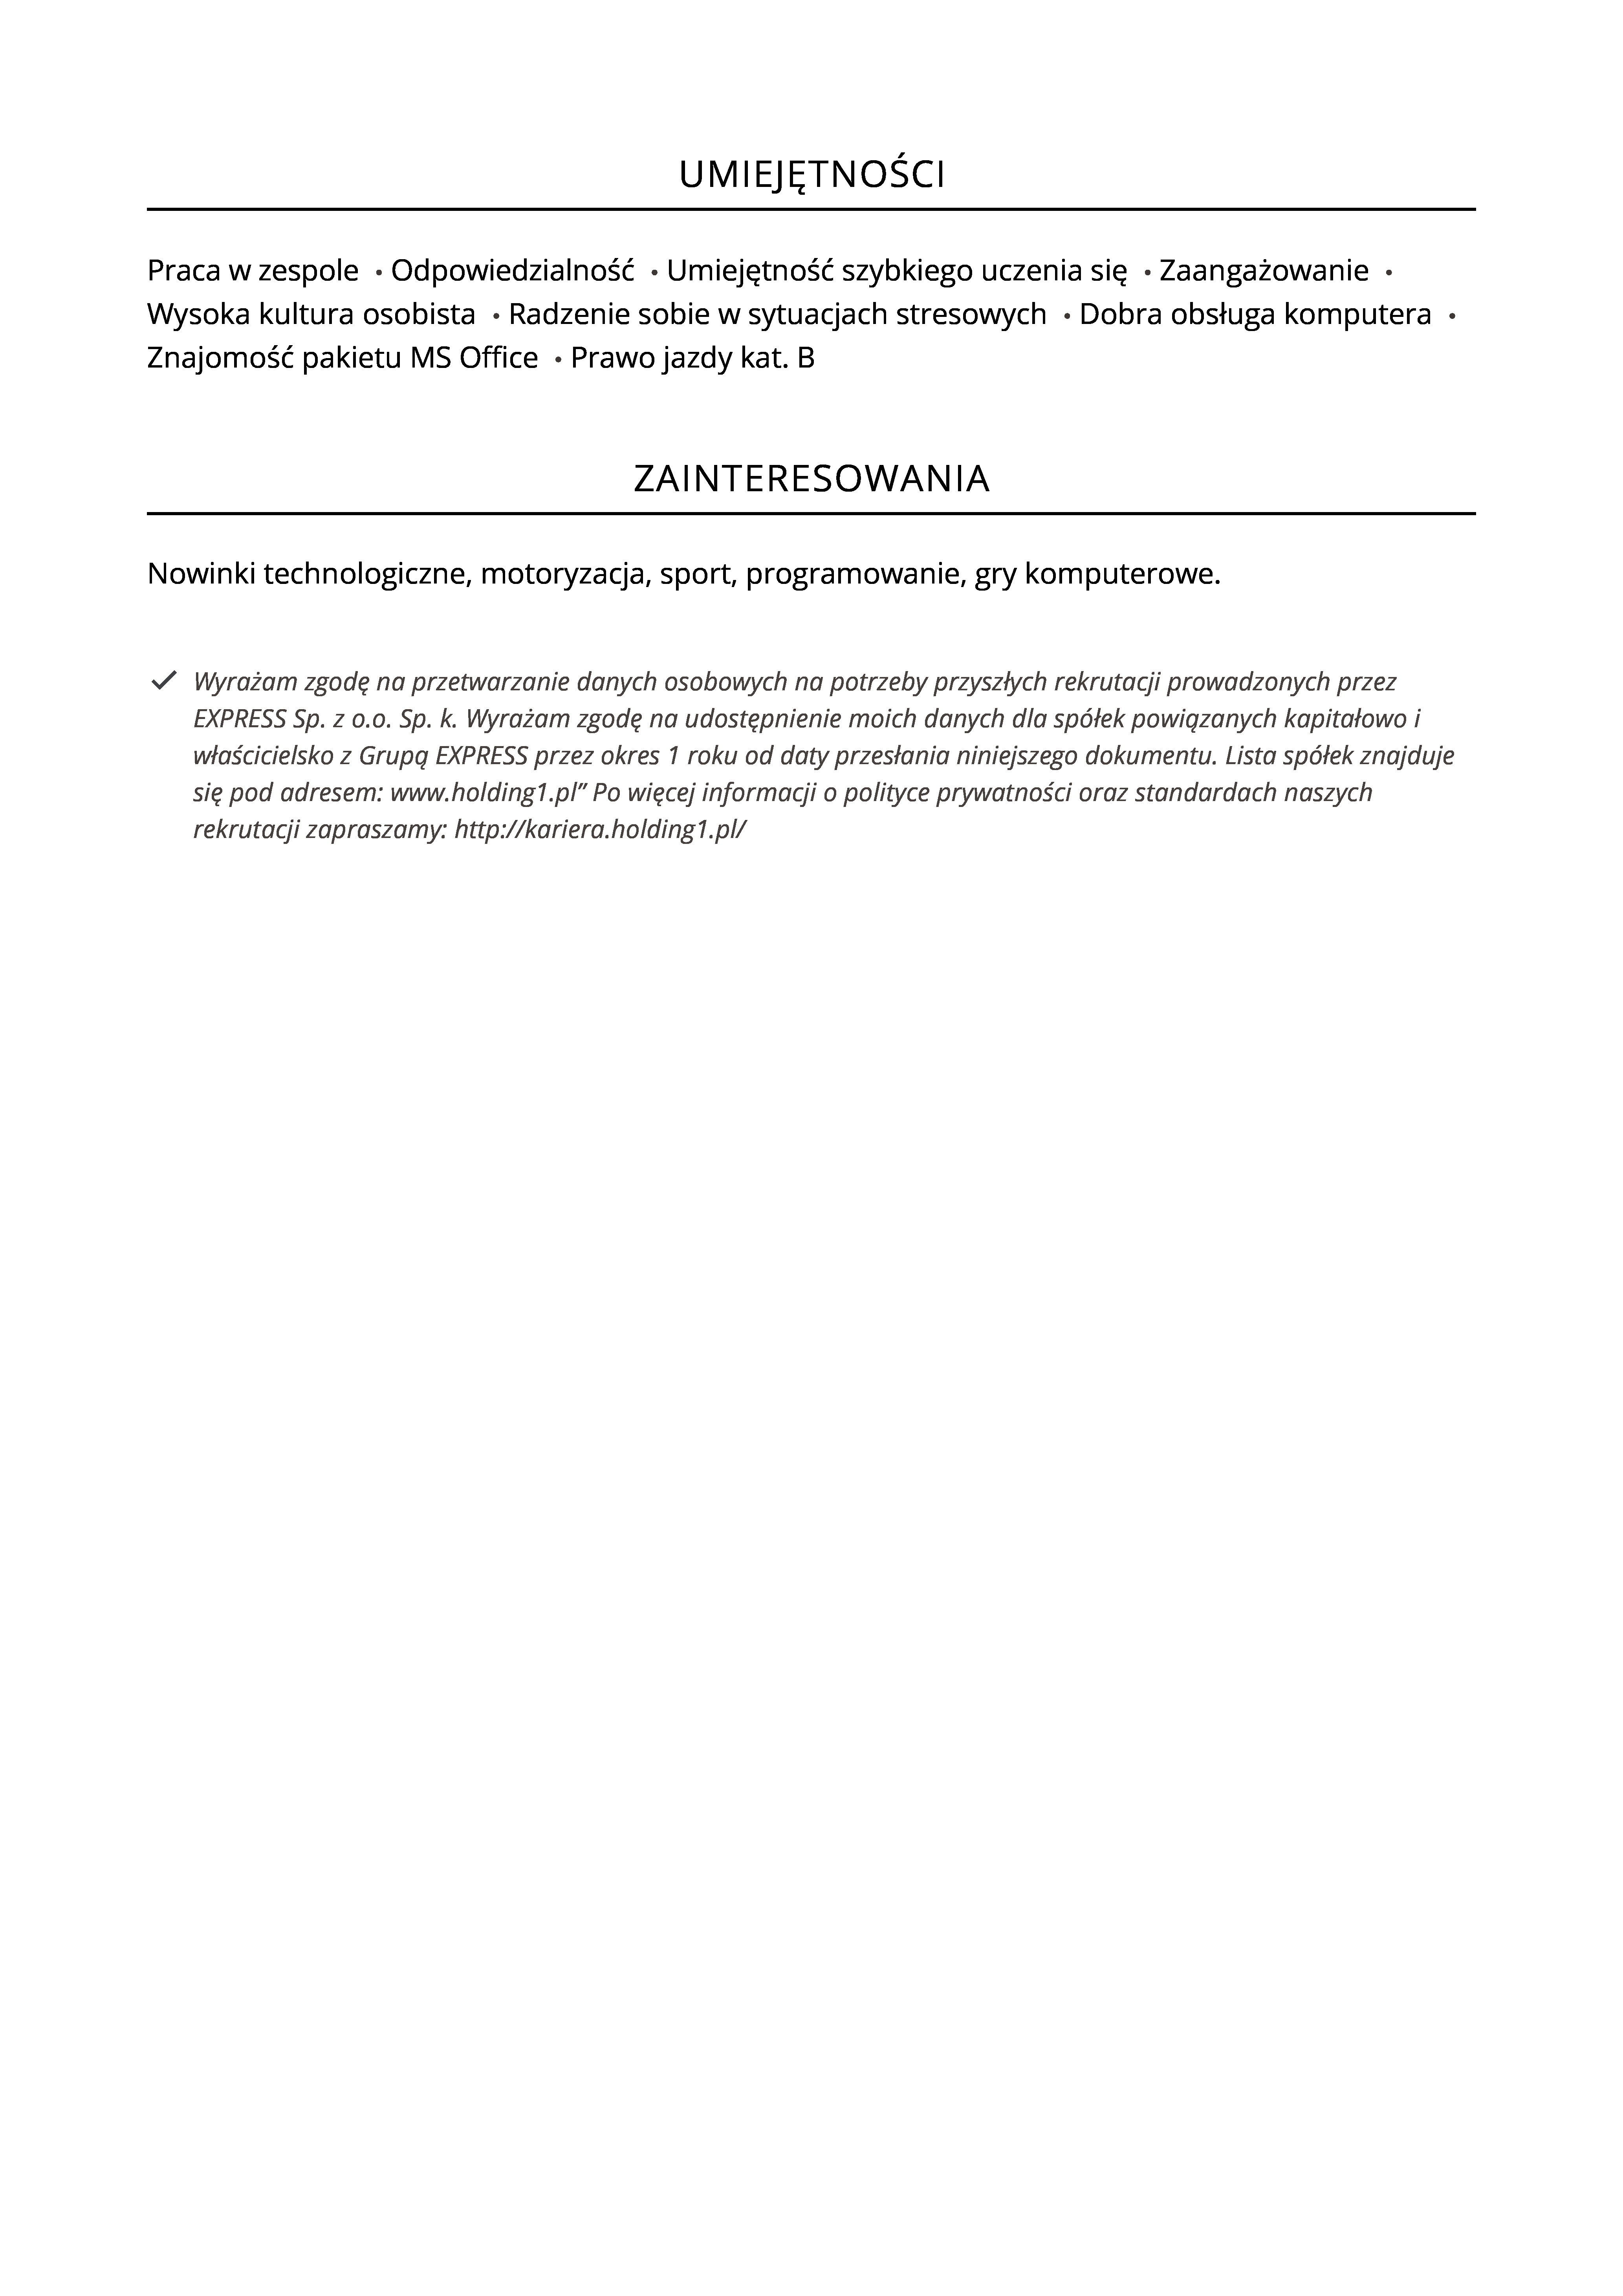 UMIEJĘTNOŚCI
Praca w zespole • Odpowiedzialność • Umiejętność szybkiego uczenia się • Zaangażowanie •
Wysoka kultura osobista • Radzenie sobie w sytuacjach stresowych • Dobra obsługa komputera •
Znajomość pakietu MS Office • Prawo jazdy kat. B
ZAINTERESOWANIA
Nowinki technologiczne, motoryzacja, sport, programowanie, gry komputerowe.
✓ Wyrażam zgodę na przetwarzanie danych osobowych na potrzeby przyszłych rekrutacji prowadzonych przez
EXPRESS Sp. z o.o. Sp. k. Wyrażam zgodę na udostępnienie moich danych dla spółek powiązanych kapitałowo i
właścicielsko z Grupą EXPRESS przez okres 1 roku od daty przesłania niniejszego dokumentu. Lista spółek znajduje
się pod adresem: www.holding1.pl” Po więcej informacji o polityce prywatności oraz standardach naszych
rekrutacji zapraszamy: http://kariera.holding1.pl/